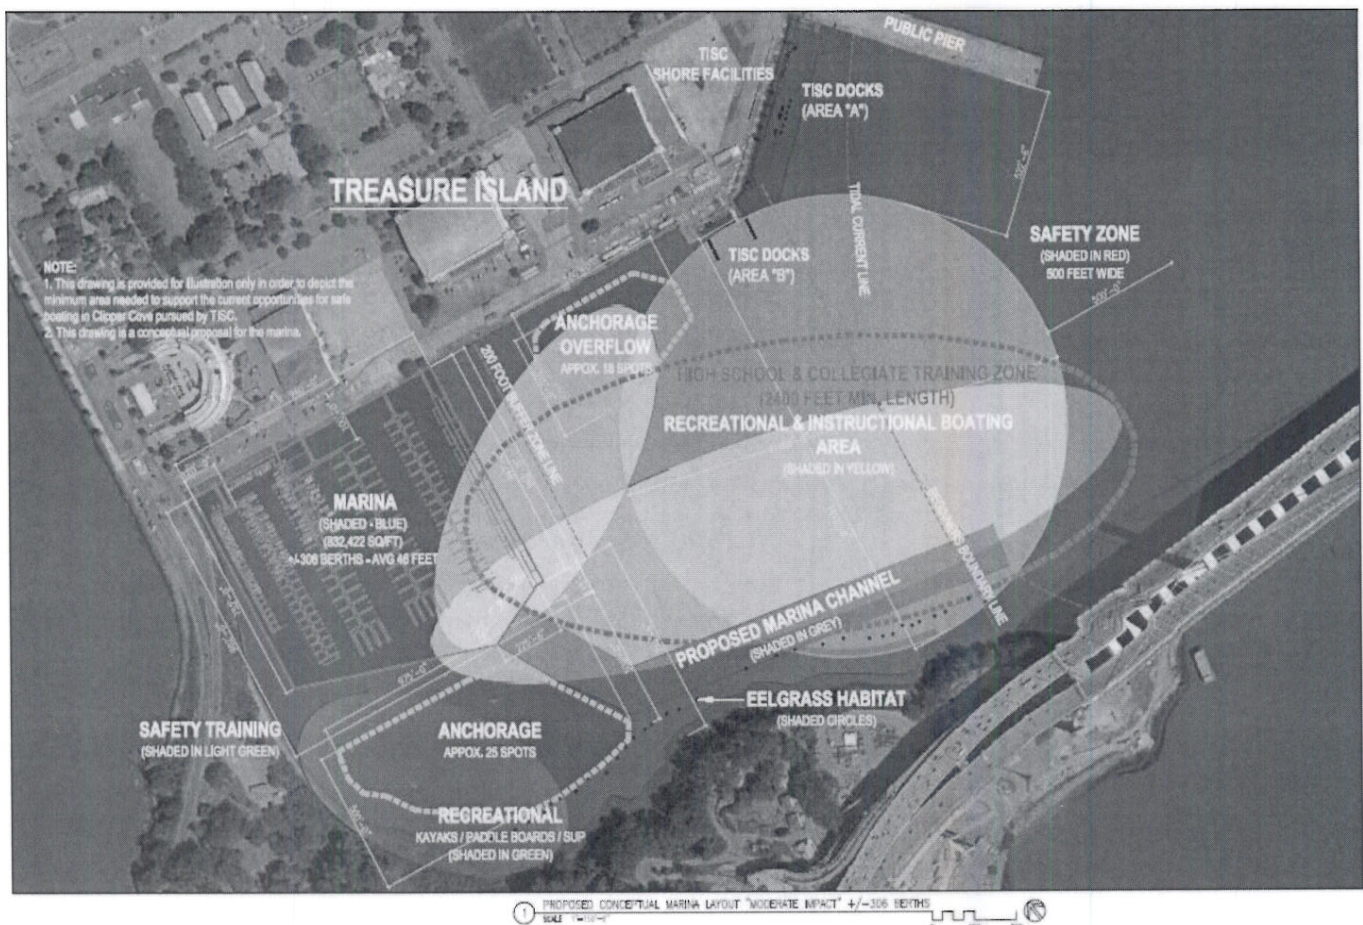 PUBLIC PIER
TISC
SHORE FACILITIES
TISC DOCKS
(AREA "A")
TREASURE ISLAND
TIDAL CURRENT LINE
SAFETY ZONE
(SHADED IN RED)
500 FEET WIDE
500'-0"
TISC DOCKS
(AREA "B")
NOTE:
1. This drawing is provided for illustration only in order to depict the
minimum area needed to support the current opportunities for safe
boating in Clipper Cove pursued by TISC.
2. This drawing is a conceptual proposal for the marina.
ANCHORAGE
OVERFLOW
APPOX. 18 SPOTS
200 FOOT BUFFER ZONE LINE
HIGH SCHOOL & COLLEGIATE TRAINING ZONE
(2400 FEET MIN. LENGTH)
RECREATIONAL & INSTRUCTIONAL BOATING
AREA
(SHADED IN YELLOW)
MARINA
(SHADED - BLUE)
(832,422 SQ/FT)
+/-306 BERTHS - AVG 46 FEET
BOUNDARY LINE
PROPOSED MARINA CHANNEL
(SHADED IN GREY)
975'-0"
EELGRASS HABITAT
(SHADED CIRCLES)
SAFETY TRAINING
(SHADED IN LIGHT GREEN)
ANCHORAGE
APPOX. 25 SPOTS
RECREATIONAL
KAYAKS / PADDLE BOARDS / SUP
(SHADED IN GREEN)
1 PROPOSED CONCEPTUAL MARINA LAYOUT "MODERATE IMPACT" +/-306 BERTHS
SCALE